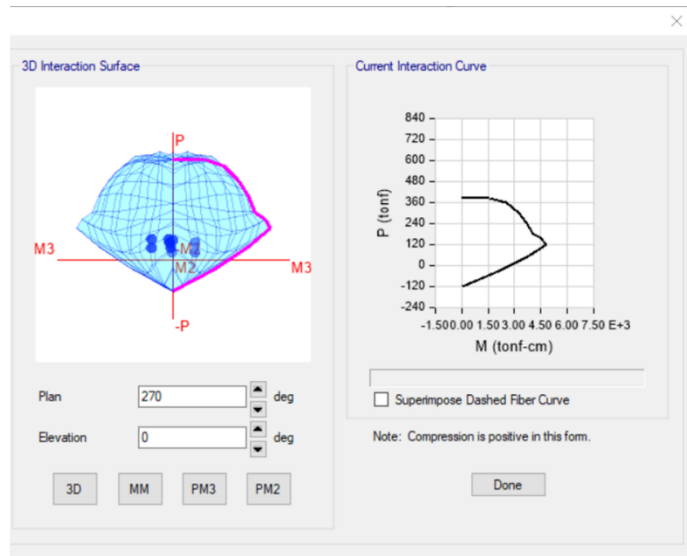 3D Interaction Surface
P
M3
-M2
M2
M3
-P
Plan
270
deg
Elevation
0
deg
3D
MM
PM3
PM2
Current Interaction Curve
840
720
600
480
360
240
120
0
-120
-240
P (tonf)
-1.500.00 1.50 3.00 4.50 6.00 7.50 E+3
M (tonf-cm)
Superimpose Dashed Fiber Curve
Note: Compression is positive in this form.
Done